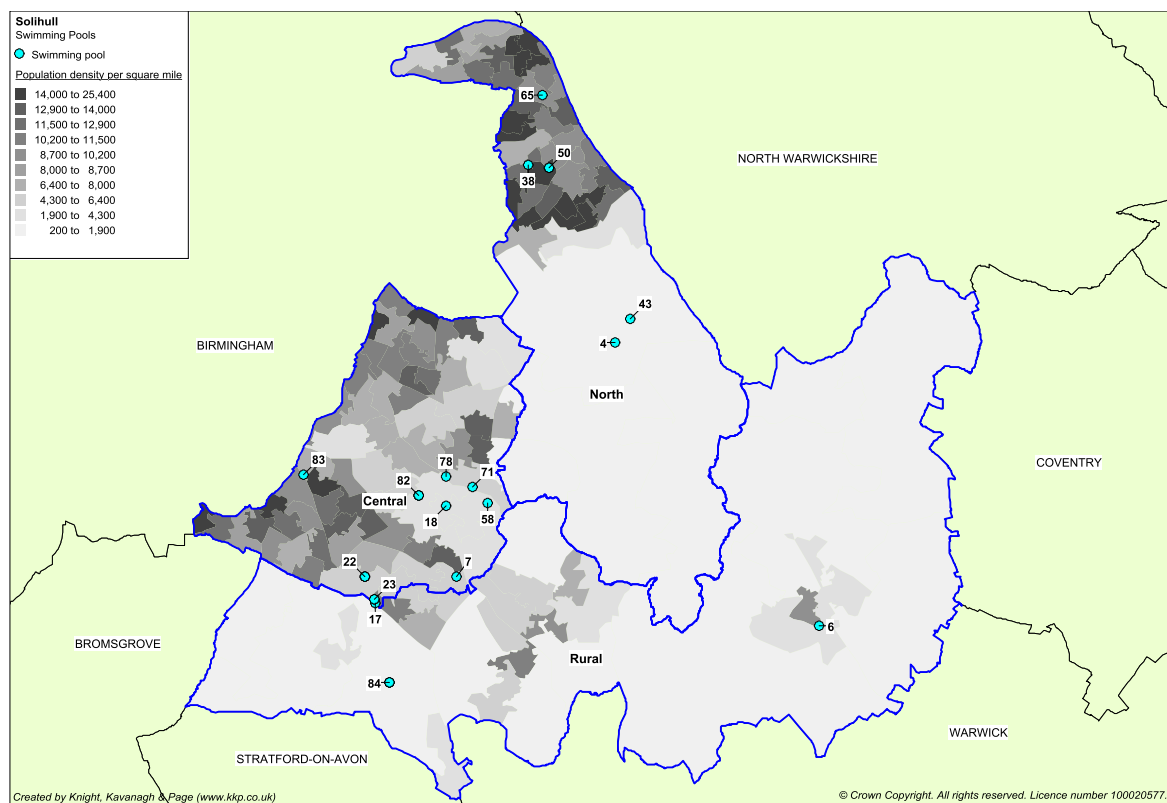 Solihull
Swimming Pools
Swimming pool
Population density per square mile
14,000 to 25,400
12,900 to 14,000
11,500 to 12,900
10,200 to 11,500
8,700 to 10,200
8,000 to 8,700
6,400 to 8,000
4,300 to 6,400
1,900 to 4,300
200 to 1,900
65
50
38
NORTH WARWICKSHIRE
43
4
BIRMINGHAM
North
83
78
71
82
Central
18
58
COVENTRY
22
23
7
17
6
BROMSGROVE
Rural
84
WARWICK
STRATFORD-ON-AVON
Created by Knight, Kavanagh & Page (www.kkp.co.uk)
© Crown Copyright. All rights reserved. Licence number 100020577.